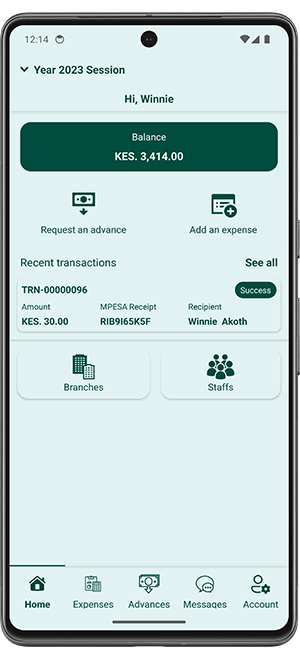 12:14
Year 2023 Session
Hi, Winnie
Balance
KES. 3,414.00
Request an advance
Add an expense
Recent transactions
See all
TRN-00000096
Success
Amount
MPESA Receipt
Recipient
KES. 30.00
RIB9I65K5F
Winnie Akoth
Branches
Staffs
Home
Expenses
Advances
Messages
Account